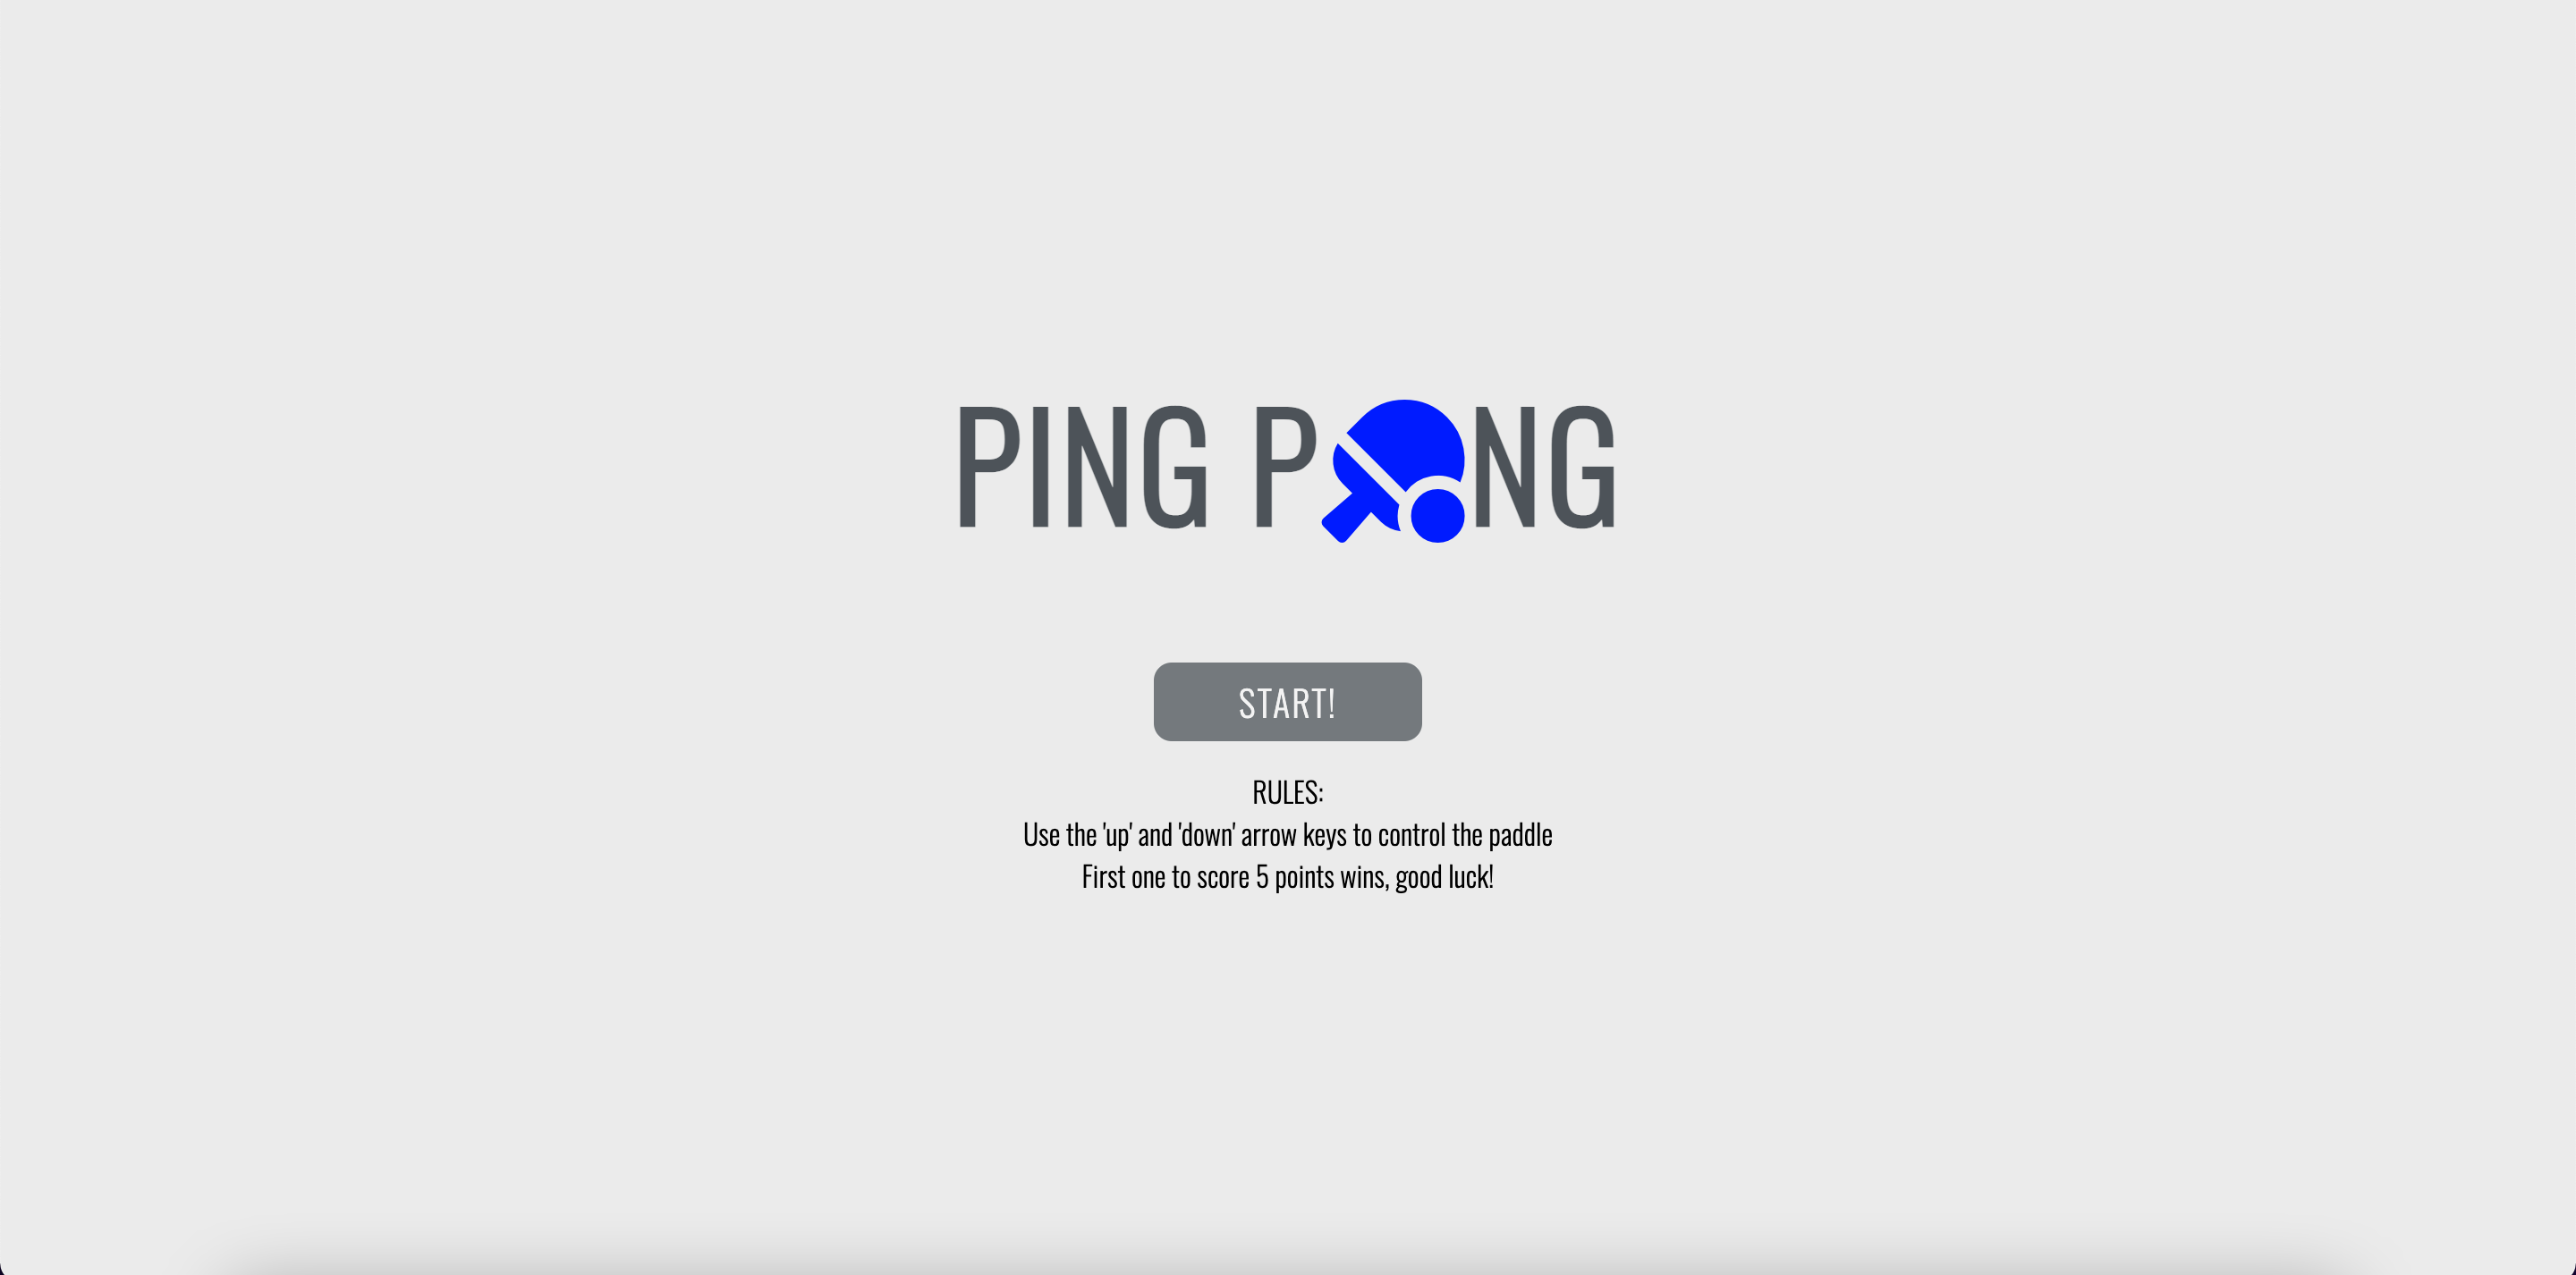 PING PONG
START!
RULES:
Use the 'up' and 'down' arrow keys to control the paddle
First one to score 5 points wins, good luck!